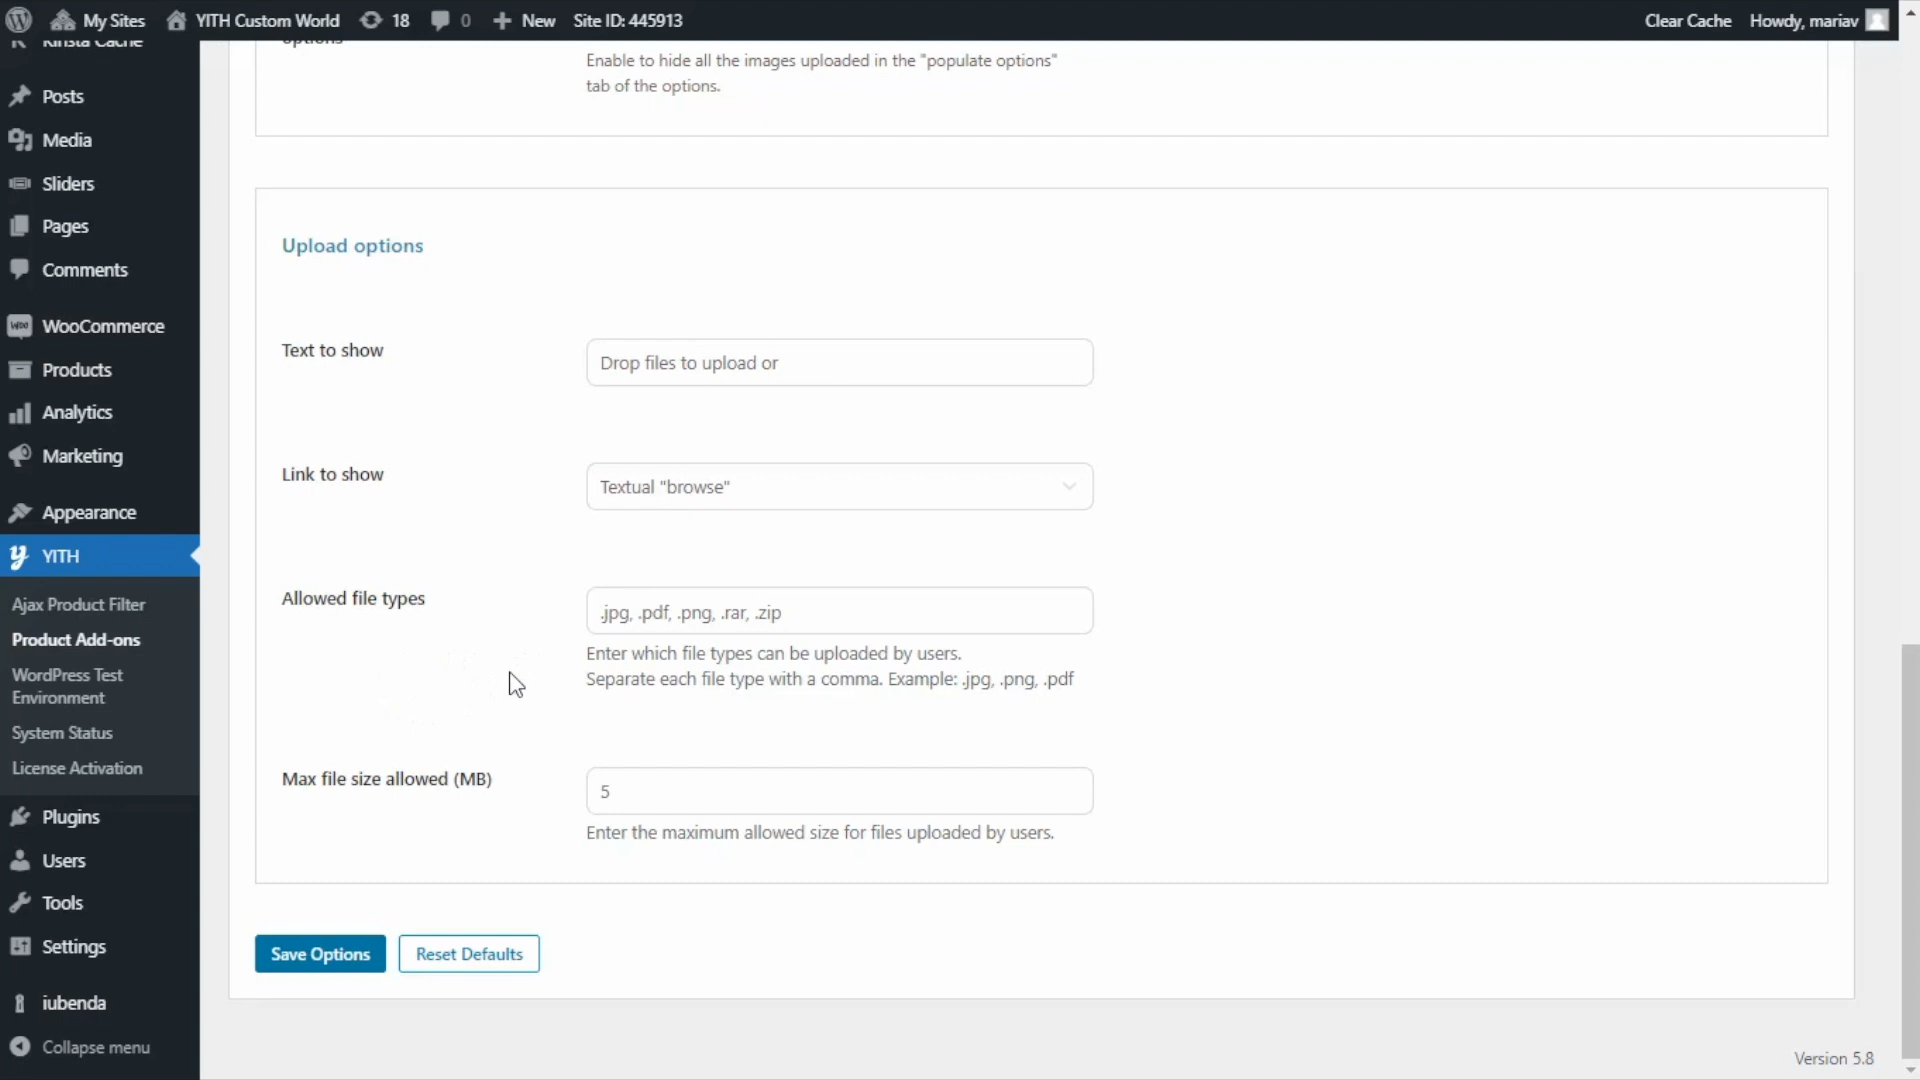 My Sites
YITH Custom World
18
0
New
Site ID: 445913
Clear Cache
Howdy, mariav
Kinsta Cache
Posts
Media
Sliders
Pages
Comments
WooCommerce
Products
Analytics
Marketing
Appearance
YITH
Ajax Product Filter
Product Add-ons
WordPress Test
Environment
System Status
License Activation
Plugins
Users
Tools
Settings
iubenda
Collapse menu
options
Enable to hide all the images uploaded in the "populate options"
tab of the options.
Upload options
Text to show
Drop files to upload or
Link to show
Textual "browse"
Allowed file types
.jpg, .pdf, .png, .rar, .zip
Enter which file types can be uploaded by users.
Separate each file type with a comma. Example: .jpg, .png, .pdf
Max file size allowed (MB)
5
Enter the maximum allowed size for files uploaded by users.
Save Options
Reset Defaults
Version 5.8